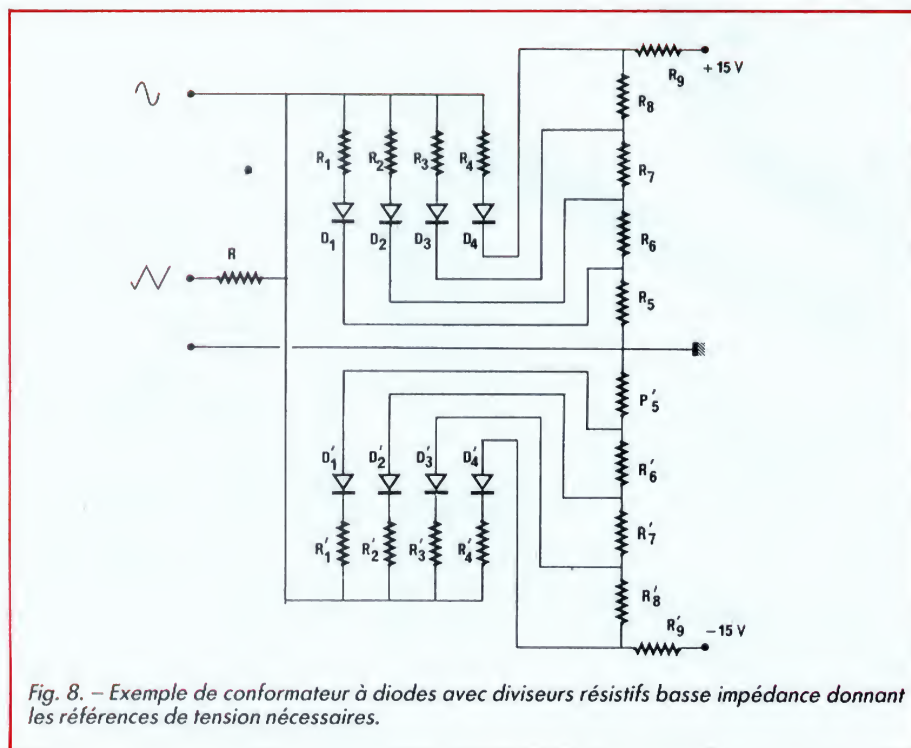 R₉
+ 15 V
R₈
R₁
R₂
R₃
R₄
R₇
D₁
D₂
D₃
D₄
R₆
R
R₅
P'₅
D'₁
D'₂
D'₃
D'₄
R'₆
R'₁
R'₂
R'₃
R'₄
R'₇
R'₈
R'₉
–15 V
Fig. 8. – Exemple de conformateur à diodes avec diviseurs résistifs basse impédance donnant
les références de tension nécessaires.